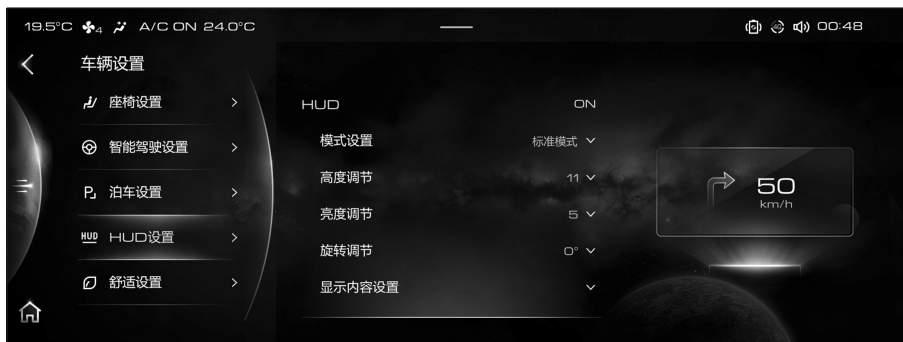 19.5°C 4 A/C ON 24.0°C 00:48
车辆设置
座椅设置
智能驾驶设置
泊车设置
HUD HUD设置
舒适设置
HUD ON
模式设置 标准模式
高度调节 11
亮度调节 5
旋转调节 0°
显示内容设置
50
km/h